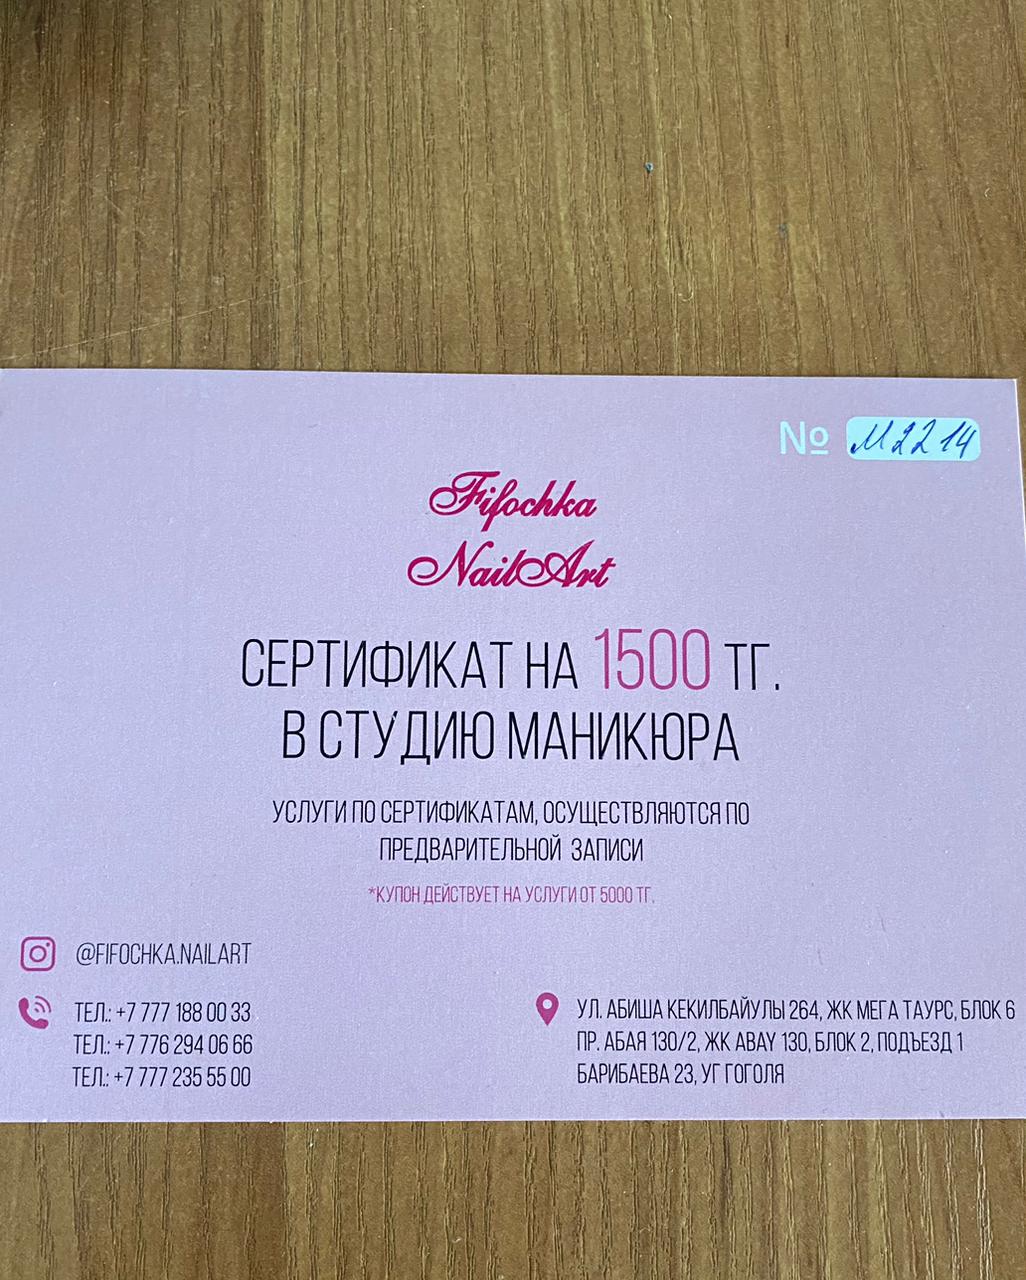 № М2214
Fifochka
NailArt
СЕРТИФИКАТ НА 1500 ТГ.
В СТУДИЮ МАНИКЮРА
УСЛУГИ ПО СЕРТИФИКАТАМ, ОСУЩЕСТВЛЯЮТСЯ ПО
ПРЕДВАРИТЕЛЬНОЙ ЗАПИСИ
*КУПОН ДЕЙСТВУЕТ НА УСЛУГИ ОТ 5000 ТГ.
@FIFOCHKA.NAILART
ТЕЛ.: +7 777 188 00 33
ТЕЛ.: +7 776 294 06 66
ТЕЛ.: +7 777 235 55 00
УЛ. АБИША КЕКИЛБАЙУЛЫ 264, ЖК МЕГА ТАУРС, БЛОК 6
ПР. АБАЯ 130/2, ЖК ABAY 130, БЛОК 2, ПОДЪЕЗД 1
БАРИБАЕВА 23, УГ ГОГОЛЯ